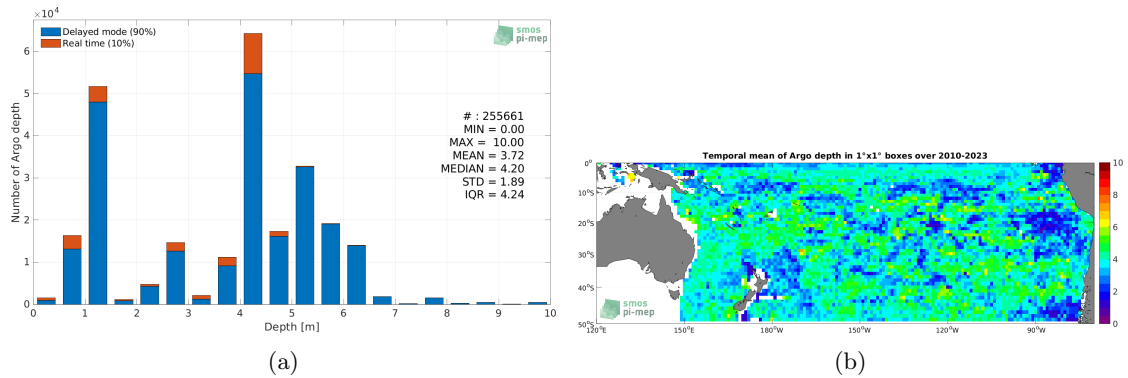 ×10⁴
Delayed mode (90%)
Real time (10%)
smos
pi-mep
6
5
4
3
2
1
0
Number of Argo depth
# : 255661
MIN = 0.00
MAX = 10.00
MEAN = 3.72
MEDIAN = 4.20
STD = 1.89
IQR = 4.24
0 1 2 3 4 5 6 7 8 9 10
Depth [m]
(a)
Temporal mean of Argo depth in 1°x1° boxes over 2010-2023
0°
10°S
20°S
30°S
40°S
50°S
120°E 150°E 180°W 150°W 120°W 90°W
10
8
6
4
2
0
smos
pi-mep
(b)